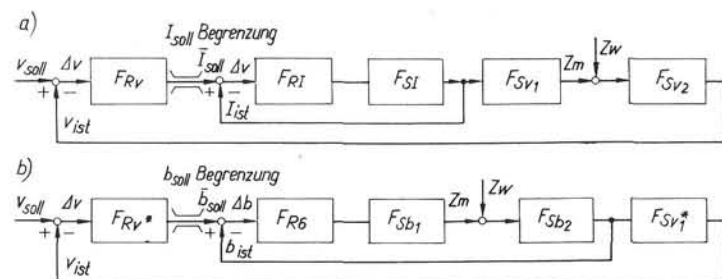 a)
I_soll Begrenzung
v_soll
Δv
F_Rv
Ī_soll
Δv
F_RI
F_SI
F_Sv1
Zm
Zw
F_Sv2
+ −
+ −
I_ist
v_ist
b)
b_soll Begrenzung
v_soll
Δv
F_Rv*
b̄_soll
Δb
F_R6
F_Sb1
Zm
Zw
F_Sb2
F_Sv1*
+ −
+ −
b_ist
v_ist